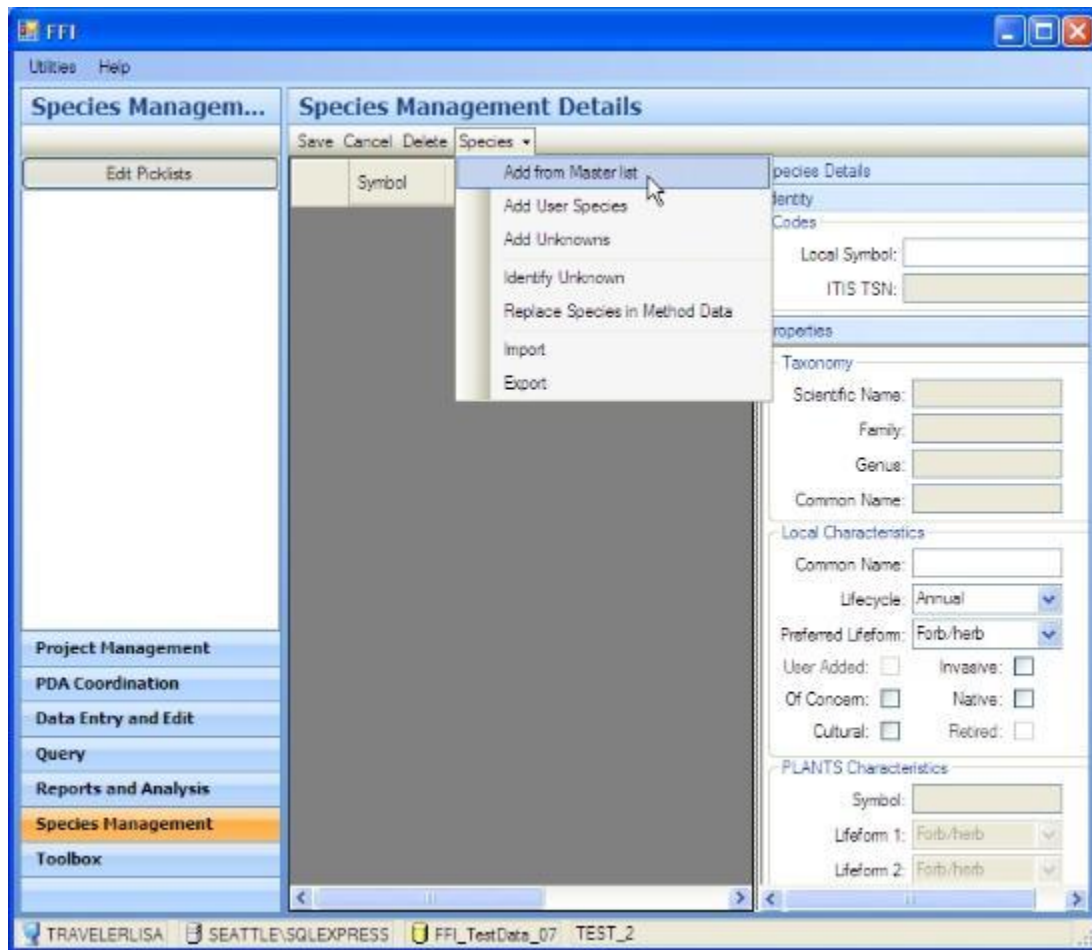 FFI
Utilities Help
Species Managem...
Edit Picklists
Project Management
PDA Coordination
Data Entry and Edit
Query
Reports and Analysis
Species Management
Toolbox
Species Management Details
Save Cancel Delete Species
Symbol
Add from Master list
Add User Species
Add Unknowns
Identify Unknown
Replace Species in Method Data
Import
Export
pecies Details
dentity
Codes
Local Symbol:
ITIS TSN:
roperties
Taxonomy
Scientific Name:
Family:
Genus:
Common Name:
Local Characteristics
Common Name:
Lifecycle: Annual
Preferred Lifeform: Forb/herb
User Added: Invasive:
Of Concern: Native:
Cultural: Retired:
PLANTS Characteristics
Symbol:
Lifeform 1: Forb/herb
Lifeform 2: Forb/herb
TRAVELERLISA SEATTLE\SQLEXPRESS FFI_TestData_07 TEST_2